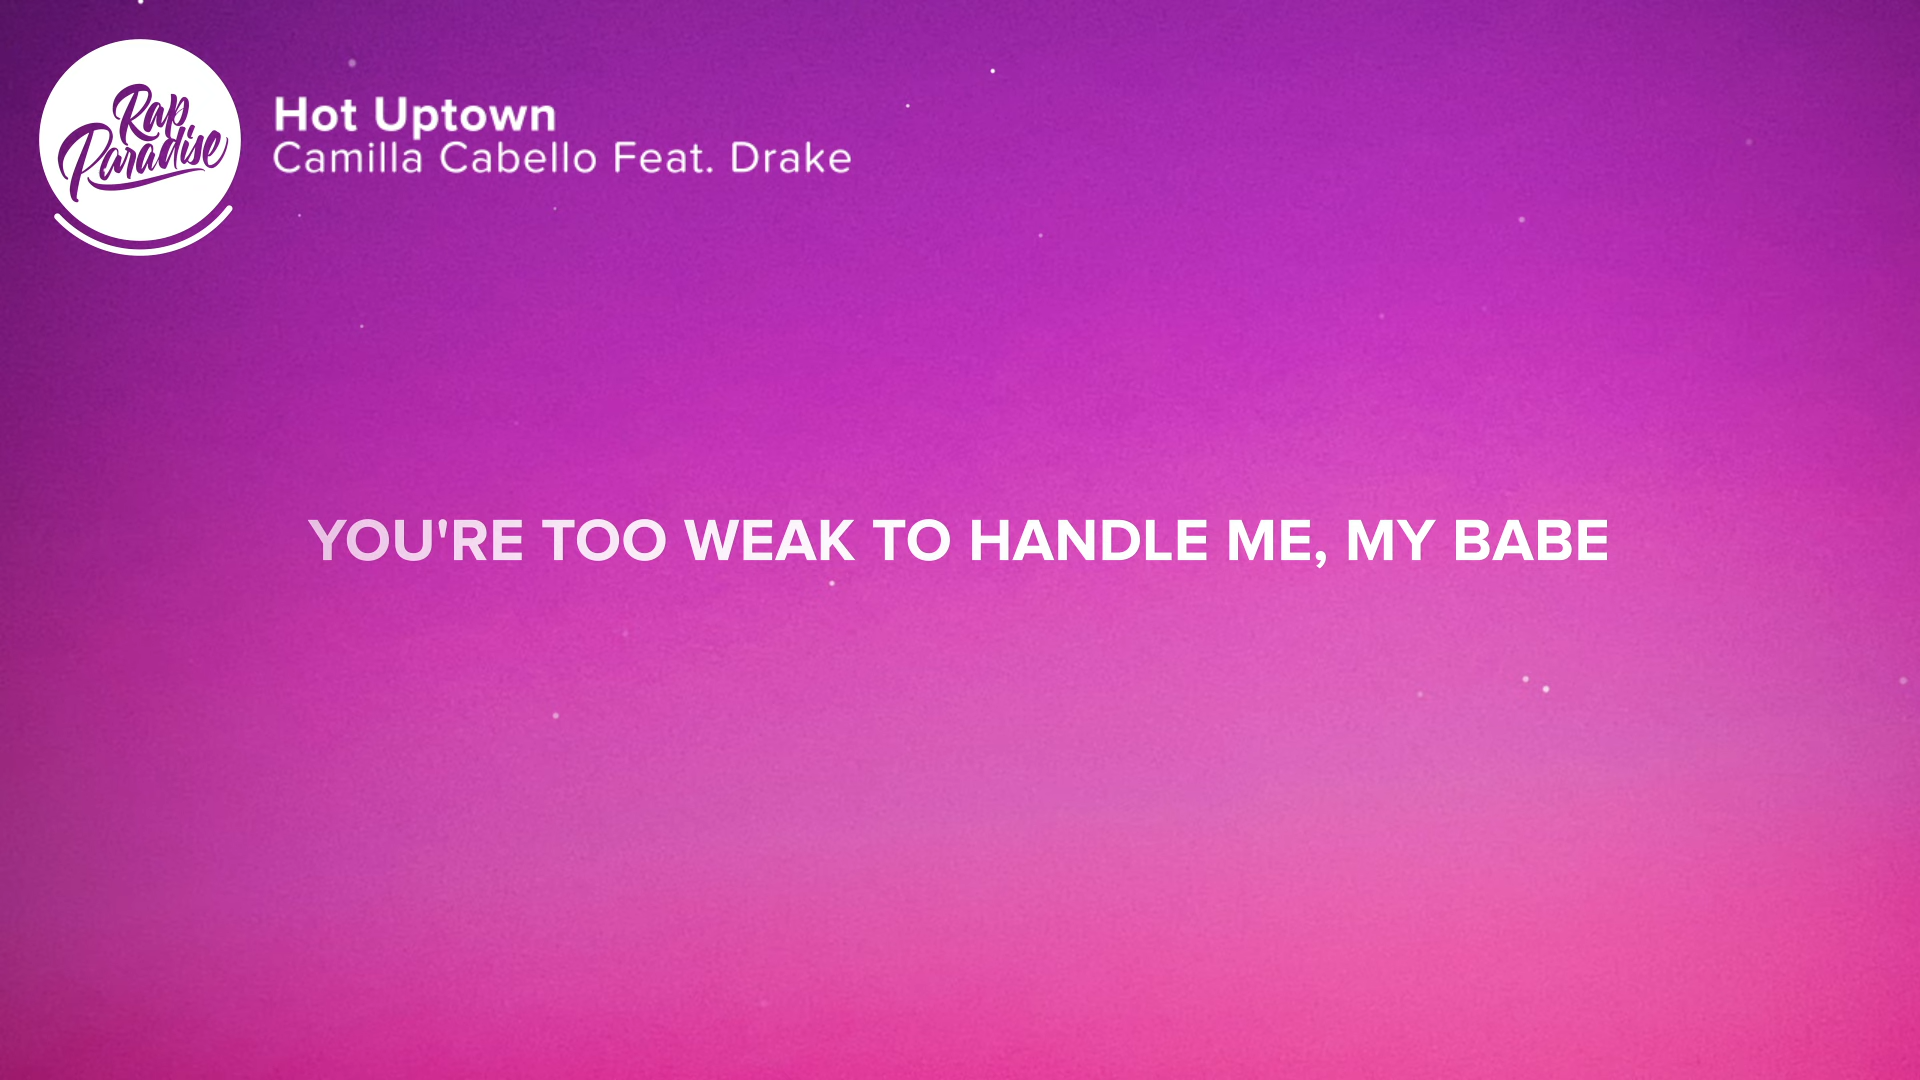 Rap
Paradise
Hot Uptown
Camilla Cabello Feat. Drake
YOU'RE TOO WEAK TO HANDLE ME, MY BABE